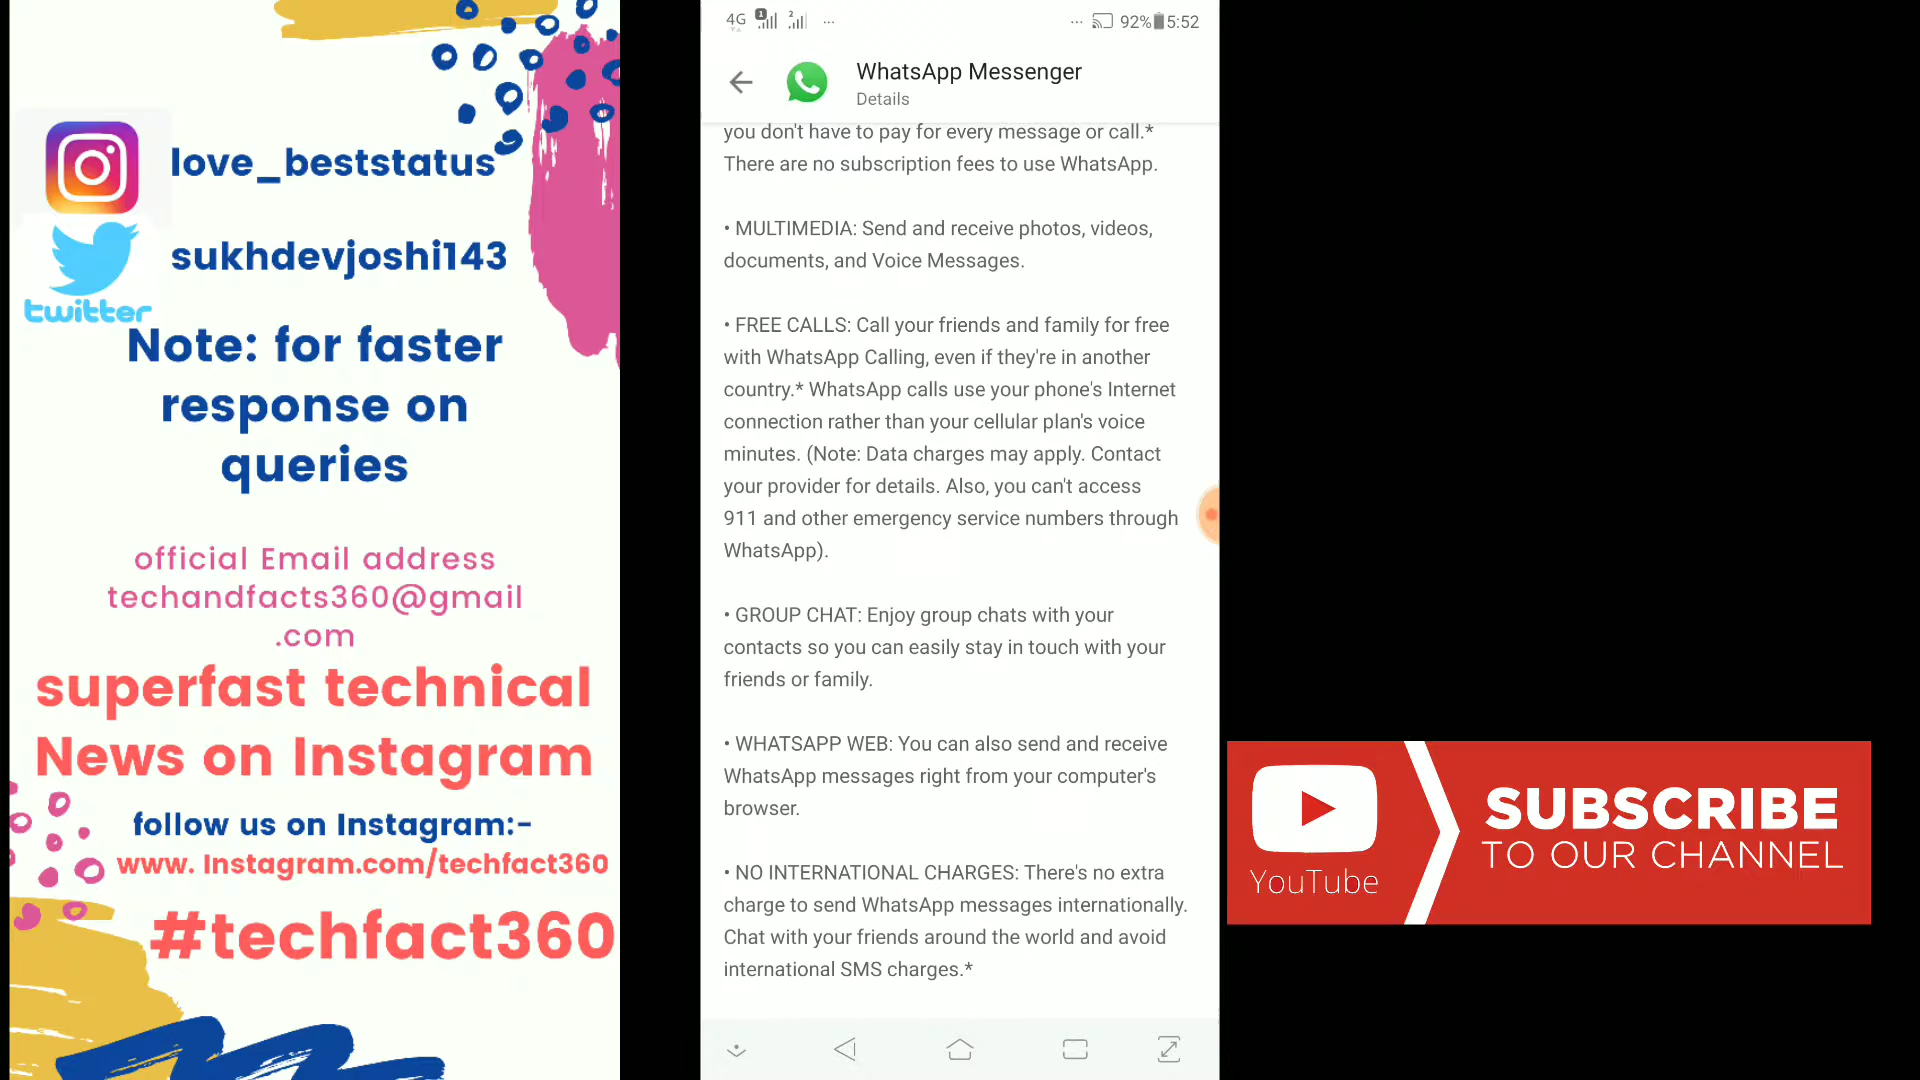 love_beststatus
sukhdevjoshi143
twitter
Note: for faster
response on
queries
official Email address
techandfacts360@gmail
.com
superfast technical
News on Instagram
follow us on Instagram:-
www. Instagram.com/techfact360
#techfact360
4G 1 2 ... ... 92% 5:52
WhatsApp Messenger
Details
you don't have to pay for every message or call.*
There are no subscription fees to use WhatsApp.
• MULTIMEDIA: Send and receive photos, videos,
documents, and Voice Messages.
• FREE CALLS: Call your friends and family for free
with WhatsApp Calling, even if they're in another
country.* WhatsApp calls use your phone's Internet
connection rather than your cellular plan's voice
minutes. (Note: Data charges may apply. Contact
your provider for details. Also, you can't access
911 and other emergency service numbers through
WhatsApp).
• GROUP CHAT: Enjoy group chats with your
contacts so you can easily stay in touch with your
friends or family.
• WHATSAPP WEB: You can also send and receive
WhatsApp messages right from your computer's
browser.
• NO INTERNATIONAL CHARGES: There's no extra
charge to send WhatsApp messages internationally.
Chat with your friends around the world and avoid
international SMS charges.*
YouTube
SUBSCRIBE
TO OUR CHANNEL